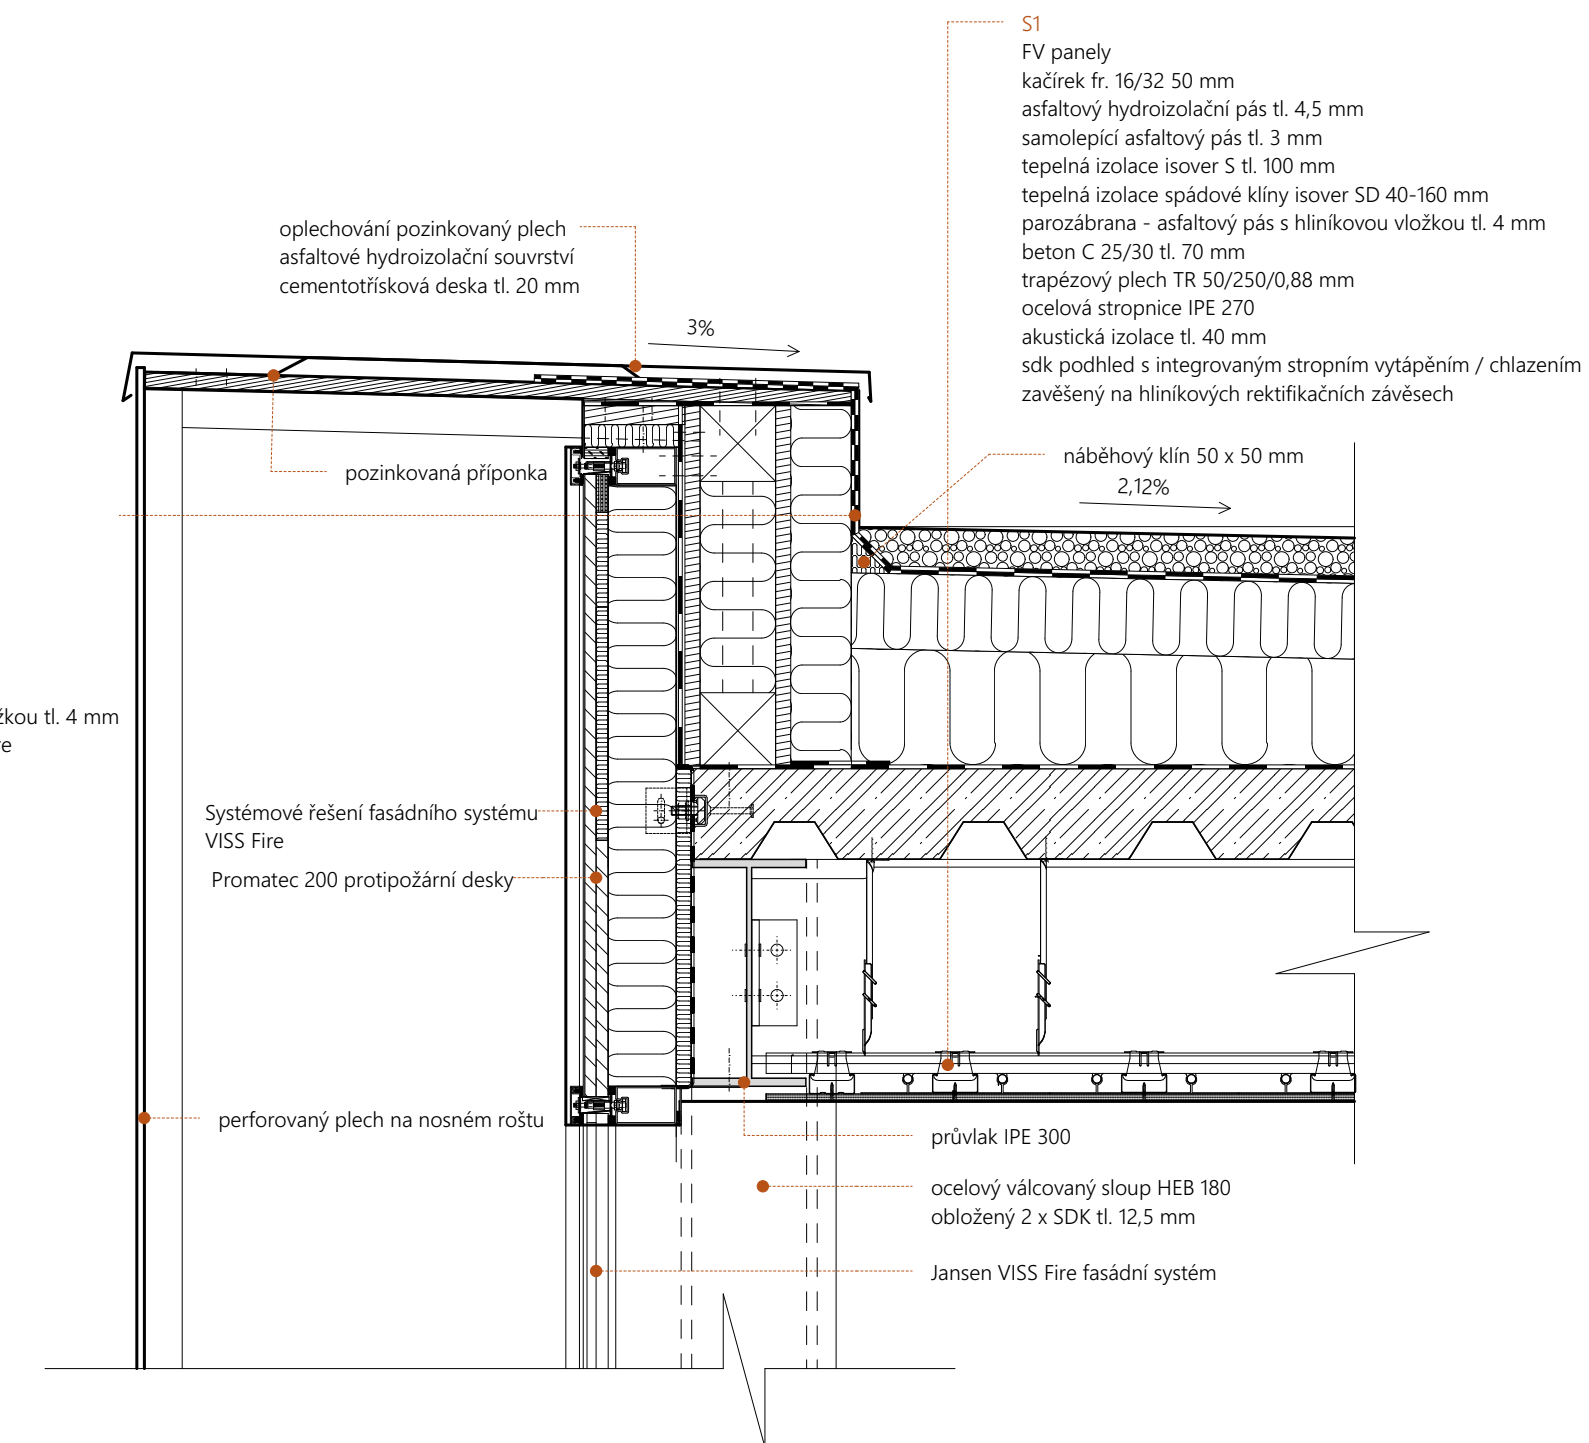 S1
FV panely
kačírek fr. 16/32 50 mm
asfaltový hydroizolační pás tl. 4,5 mm
samolepící asfaltový pás tl. 3 mm
tepelná izolace isover S tl. 100 mm
tepelná izolace spádové klíny isover SD 40-160 mm
parozábrana - asfaltový pás s hliníkovou vložkou tl. 4 mm
beton C 25/30 tl. 70 mm
trapézový plech TR 50/250/0,88 mm
ocelová stropnice IPE 270
akustická izolace tl. 40 mm
sdk podhled s integrovaným stropním vytápěním / chlazením
zavěšený na hliníkových rektifikačních závěsech
oplechování pozinkovaný plech
asfaltové hydroizolační souvrství
cementotřísková deska tl. 20 mm
3%
pozinkovaná příponka
náběhový klín 50 x 50 mm
2,12%
žkou tl. 4 mm
e
Systémové řešení fasádního systému
VISS Fire
Promatec 200 protipožární desky
perforovaný plech na nosném roštu
průvlak IPE 300
ocelový válcovaný sloup HEB 180
obložený 2 x SDK tl. 12,5 mm
Jansen VISS Fire fasádní systém